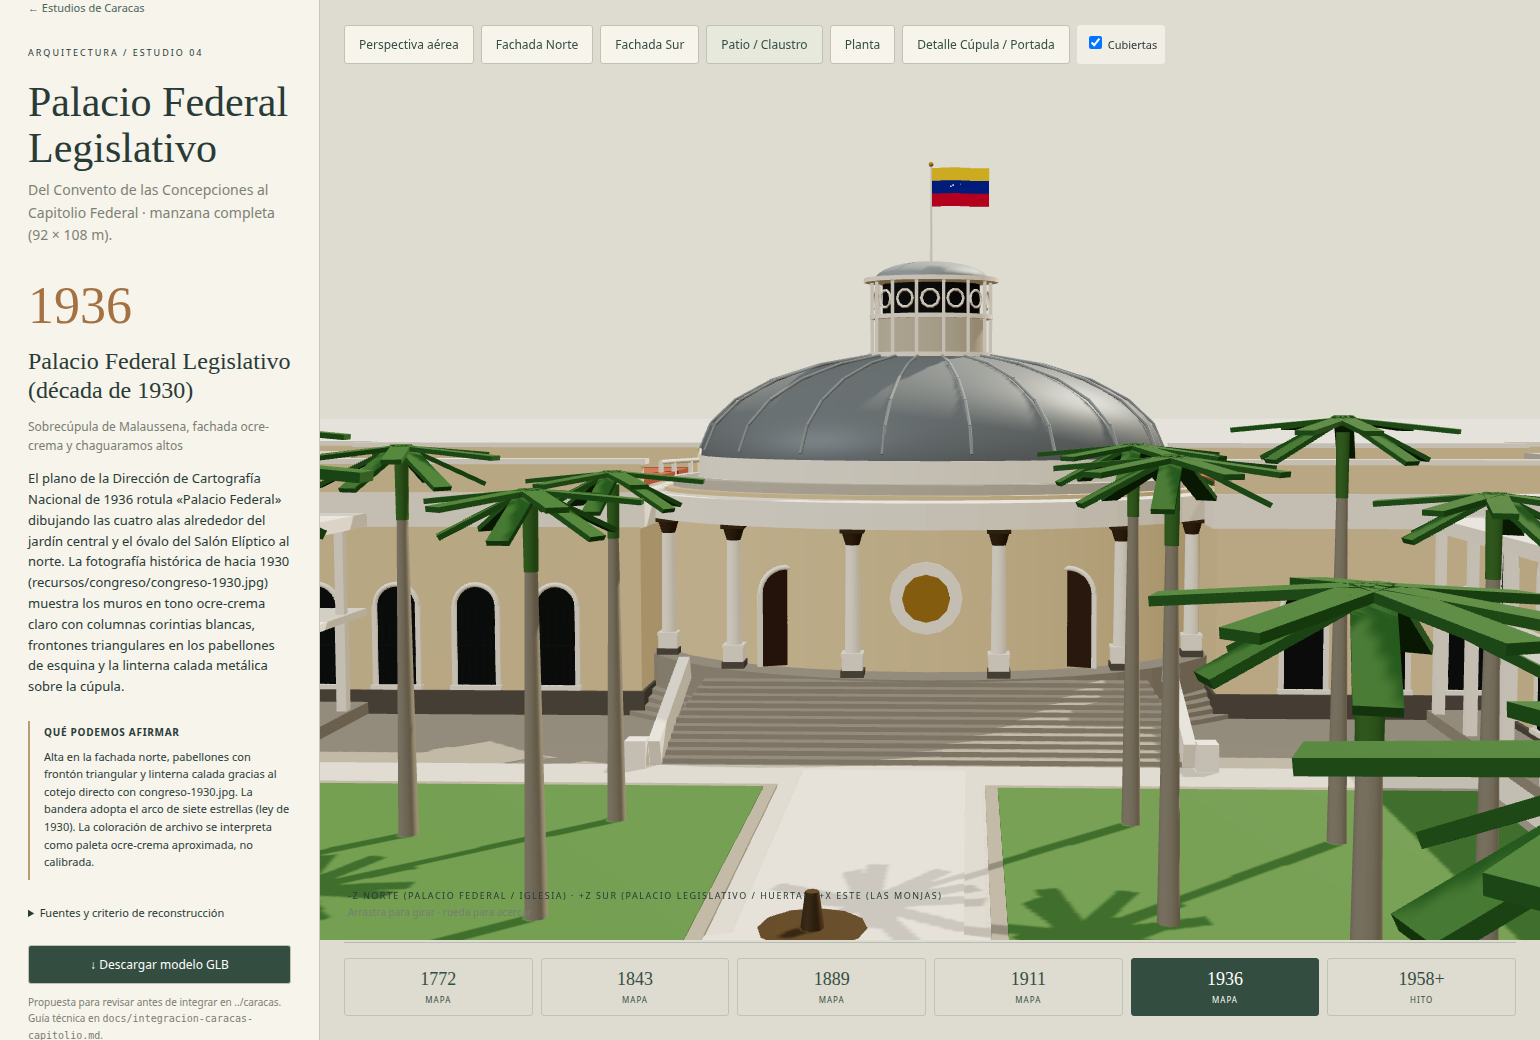 ← Estudios de Caracas
ARQUITECTURA / ESTUDIO 04
Palacio Federal
Legislativo
Del Convento de las Concepciones al
Capitolio Federal · manzana completa
(92 × 108 m).
1936
Palacio Federal Legislativo
(década de 1930)
Sobrecúpula de Malaussena, fachada ocre-
crema y chaguaramos altos
El plano de la Dirección de Cartografía
Nacional de 1936 rotula «Palacio Federal»
dibujando las cuatro alas alrededor del
jardín central y el óvalo del Salón Elíptico al
norte. La fotografía histórica de hacia 1930
(recursos/congreso/congreso-1930.jpg)
muestra los muros en tono ocre-crema
claro con columnas corintias blancas,
frontones triangulares en los pabellones
de esquina y la linterna calada metálica
sobre la cúpula.
QUÉ PODEMOS AFIRMAR
Alta en la fachada norte, pabellones con
frontón triangular y linterna calada gracias al
cotejo directo con congreso-1930.jpg. La
bandera adopta el arco de siete estrellas (ley de
1930). La coloración de archivo se interpreta
como paleta ocre-crema aproximada, no
calibrada.
▶ Fuentes y criterio de reconstrucción
↓ Descargar modelo GLB
Propuesta para revisar antes de integrar en ../caracas.
Guía técnica en docs/integracion-caracas-
capitolio.md.
Perspectiva aérea
Fachada Norte
Fachada Sur
Patio / Claustro
Planta
Detalle Cúpula / Portada
Cubiertas
-Z NORTE (PALACIO FEDERAL / IGLESIA) · +Z SUR (PALACIO LEGISLATIVO / HUERTA) · +X ESTE (LAS MONJAS)
Arrastra para girar · rueda para acercar
1772
MAPA
1843
MAPA
1889
MAPA
1911
MAPA
1936
MAPA
1958+
HITO